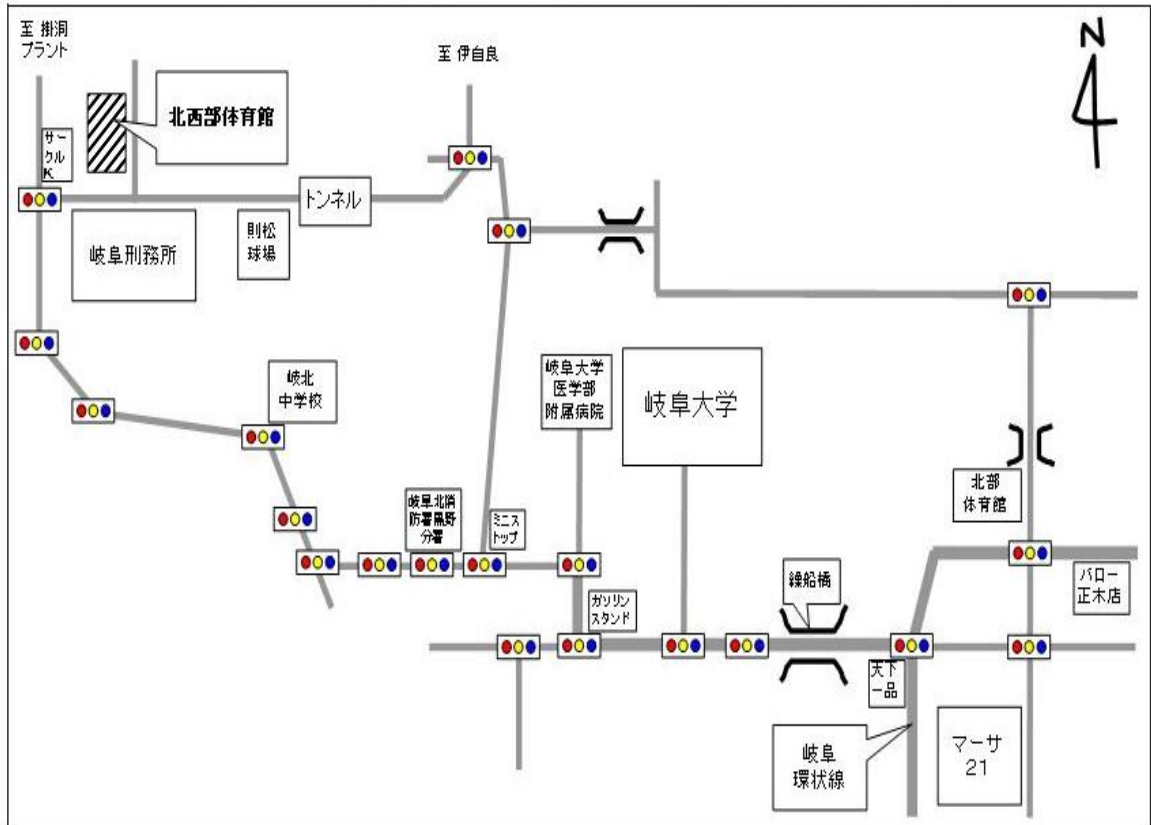 至 掛洞
プラント
至 伊自良
N
北西部体育館
サー
クル
K
トンネル
岐阜刑務所
則松
球場
岐北
中学校
岐阜大学
医学部
附属病院
岐阜大学
岐阜北消
防署黒野
分署
ミニス
トップ
北部
体育館
ガソリン
スタンド
繰船橋
バロー
正木店
天下
一品
岐阜
環状線
マーサ
21